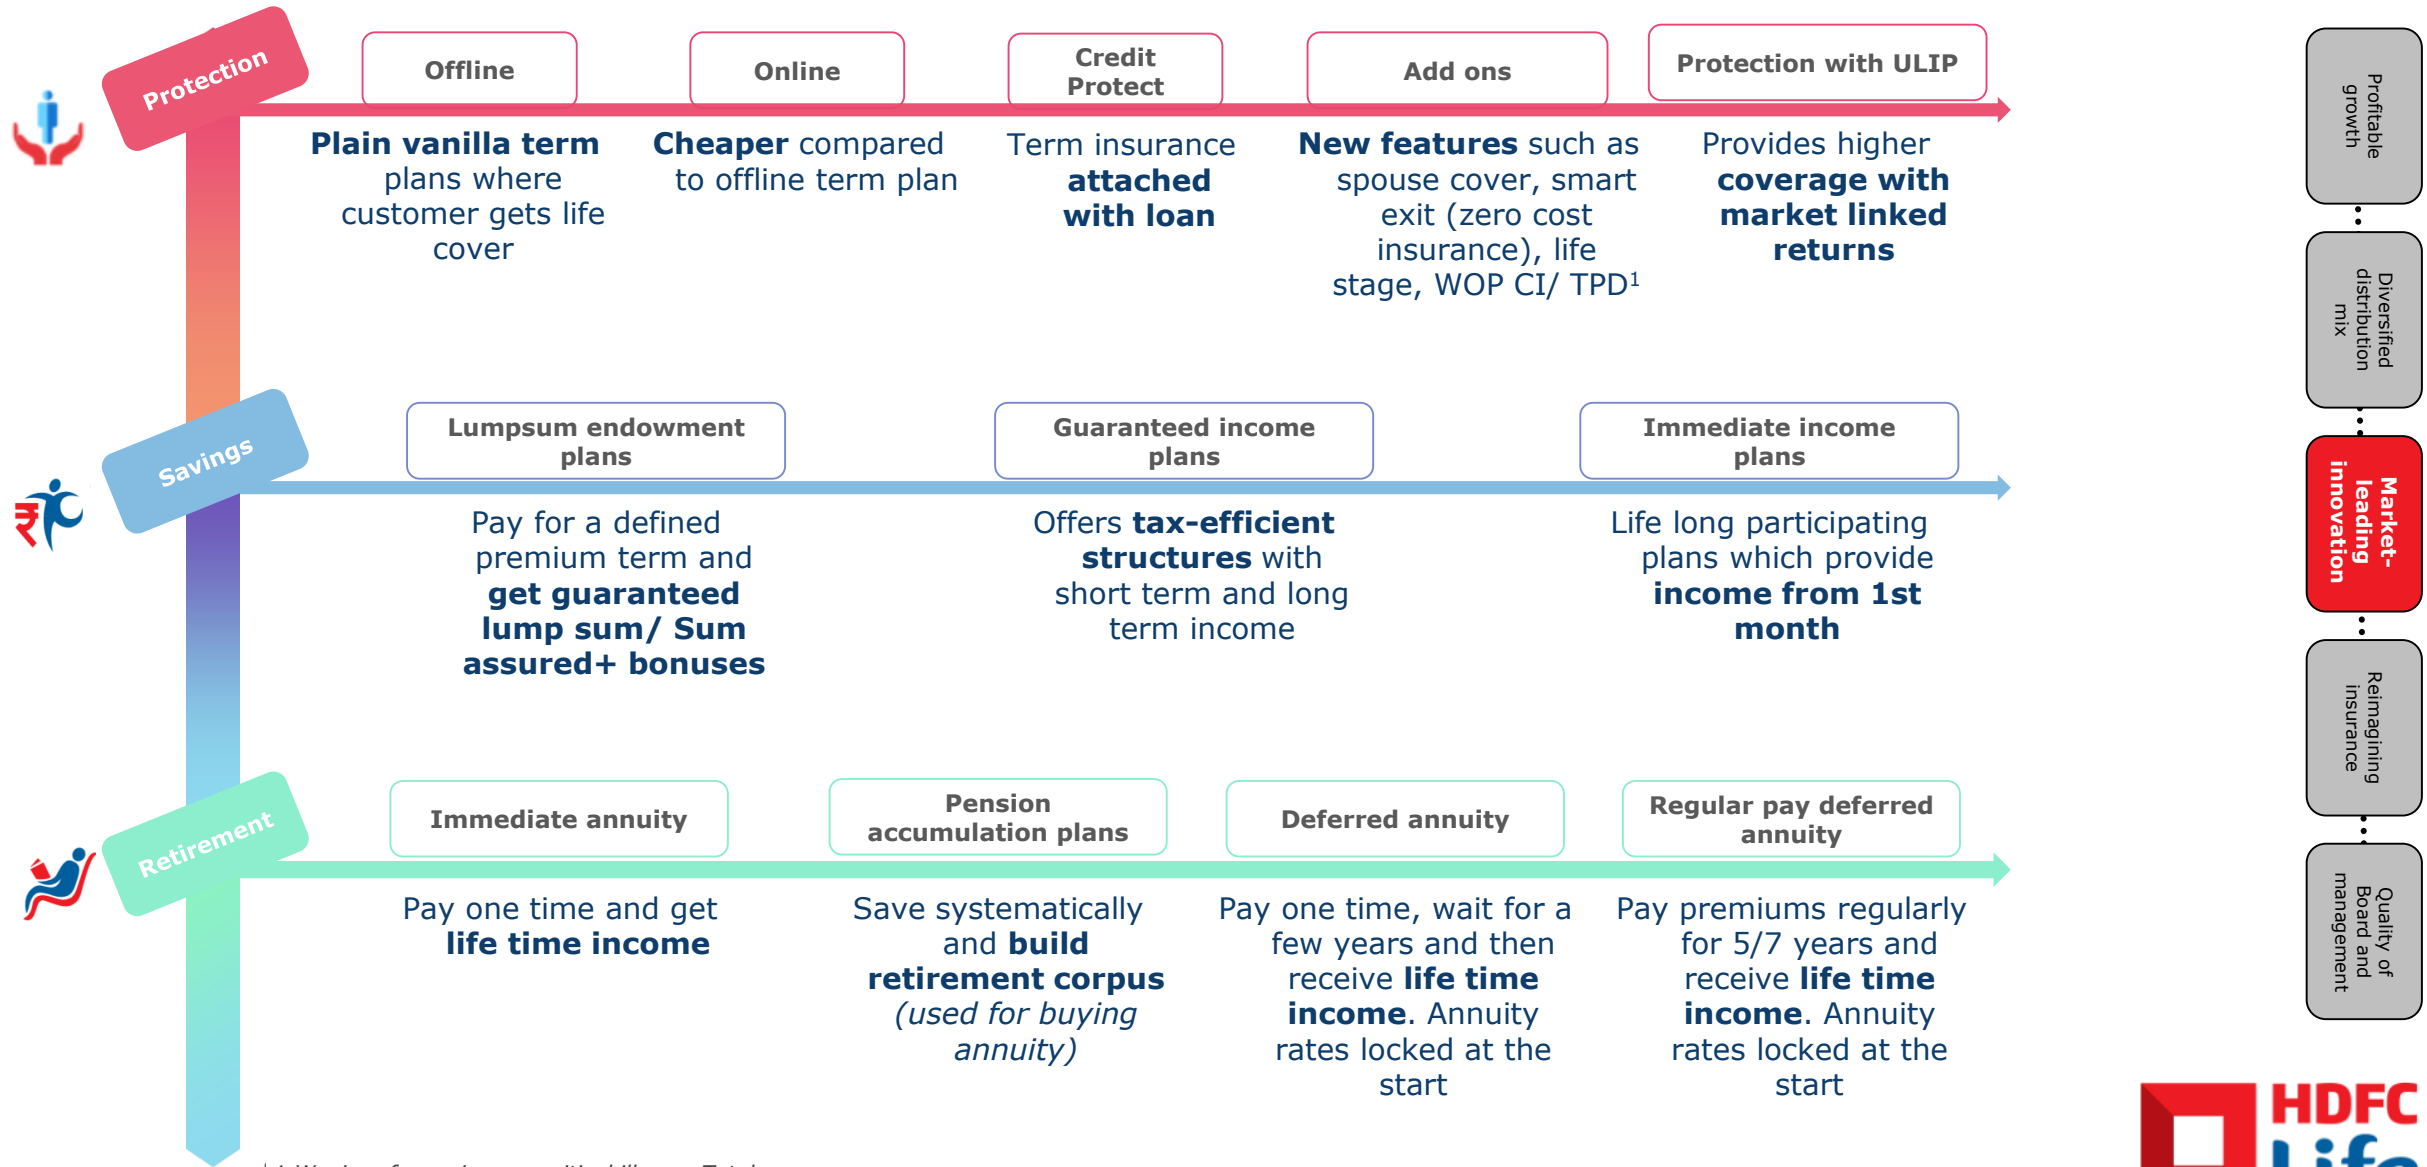 Protection
Offline
Online
Credit
Protect
Add ons
Protection with ULIP
Plain vanilla term
plans where
customer gets life
cover
Cheaper compared
to offline term plan
Term insurance
attached
with loan
New features such as
spouse cover, smart
exit (zero cost
insurance), life
stage, WOP CI/ TPD¹
Provides higher
coverage with
market linked
returns
Savings
Lumpsum endowment
plans
Guaranteed income
plans
Immediate income
plans
Pay for a defined
premium term and
get guaranteed
lump sum/ Sum
assured+ bonuses
Offers tax-efficient
structures with
short term and long
term income
Life long participating
plans which provide
income from 1st
month
Retirement
Immediate annuity
Pension
accumulation plans
Deferred annuity
Regular pay deferred
annuity
Pay one time and get
life time income
Save systematically
and build
retirement corpus
(used for buying
annuity)
Pay one time, wait for a
few years and then
receive life time
income. Annuity
rates locked at the
start
Pay premiums regularly
for 5/7 years and
receive life time
income. Annuity
rates locked at the
start
Profitable
growth
Diversified
distribution
mix
Market-
leading
innovation
Reimagining
insurance
Quality of
Board and
management
HDFC
Life